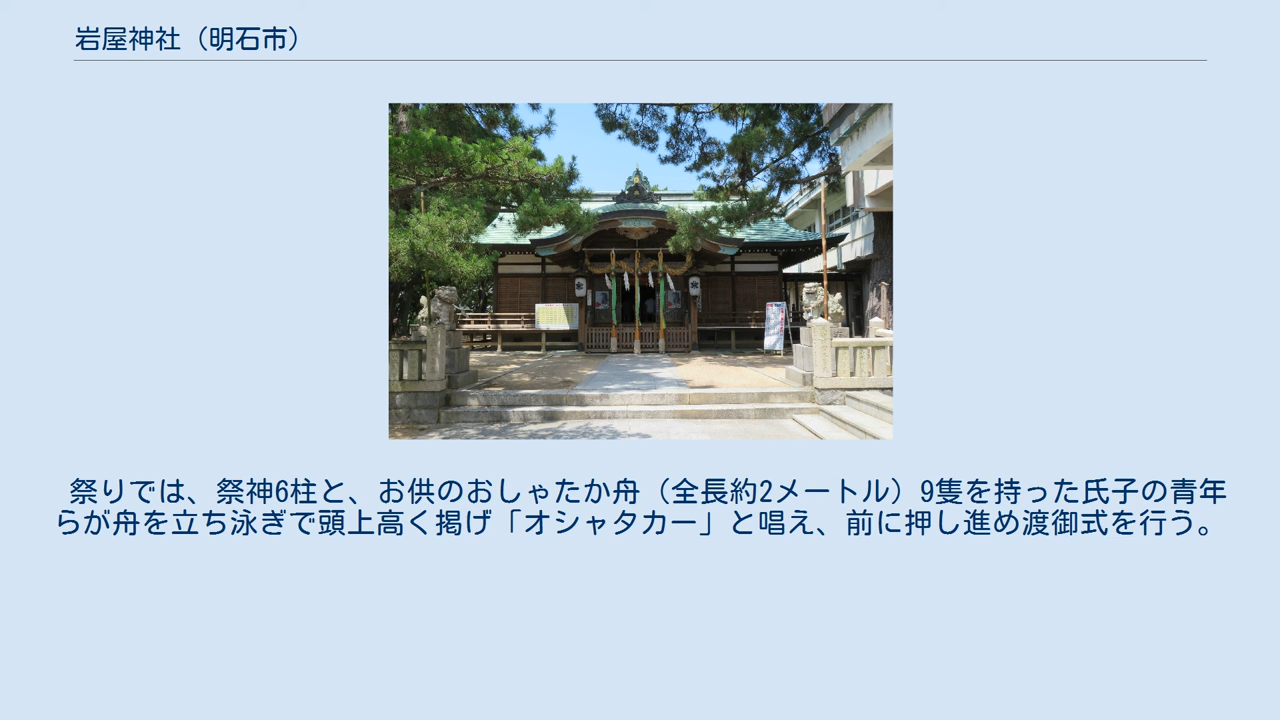 岩屋神社（明石市）
祭りでは、祭神6柱と、お供のおしゃたか舟（全長約2メートル）9隻を持った氏子の青年
らが舟を立ち泳ぎで頭上高く掲げ「オシャタカー」と唱え、前に押し進め渡御式を行う。